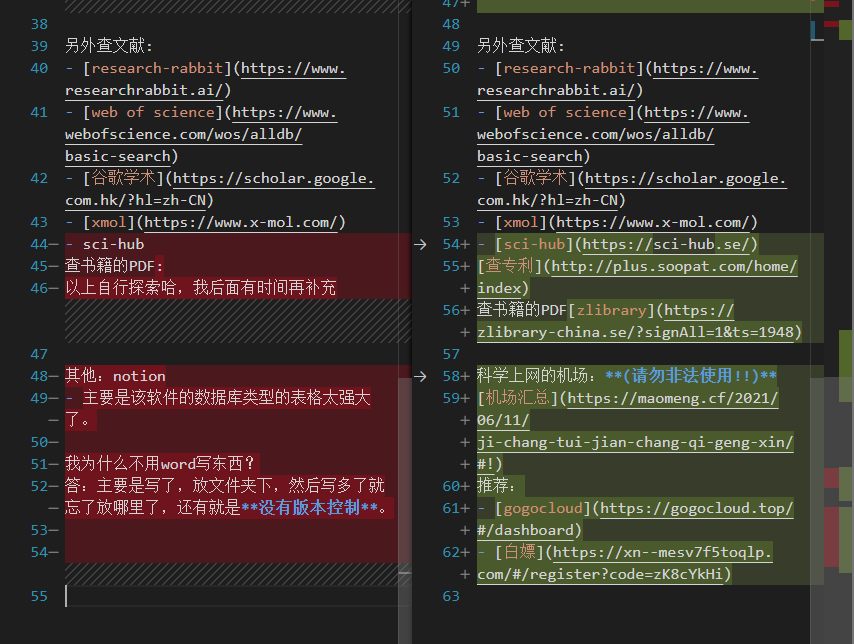 38
39 另外查文献:
40 - [research-rabbit](https://www.
researchrabbit.ai/)
41 - [web of science](https://www.
webofscience.com/wos/alldb/
basic-search)
42 - [谷歌学术](https://scholar.google.
com.hk/?hl=zh-CN)
43 - [xmol](https://www.x-mol.com/)
44− - sci-hub
45− 查书籍的PDF:
46− 以上自行探索哈，我后面有时间再补充
47
48− 其他：notion
49− - 主要是该软件的数据库类型的表格太强大
− 了。
50−
51− 我为什么不用word写东西？
52− 答：主要是写了，放文件夹下，然后写多了就
− 忘了放哪里了，还有就是**没有版本控制**。
53−
54−
55
47+
48
49 另外查文献:
50 - [research-rabbit](https://www.
researchrabbit.ai/)
51 - [web of science](https://www.
webofscience.com/wos/alldb/
basic-search)
52 - [谷歌学术](https://scholar.google.
com.hk/?hl=zh-CN)
53 - [xmol](https://www.x-mol.com/)
→ 54+ - [sci-hub](https://sci-hub.se/)
55+ [查专利](http://plus.soopat.com/home/
+ index)
56+ 查书籍的PDF[zlibrary](https://
+ zlibrary-china.se/?signAll=1&ts=1948)
57
→ 58+ 科学上网的机场：**(请勿非法使用!!)**
59+ [机场汇总](https://maomeng.cf/2021/
+ 06/11/
+ ji-chang-tui-jian-chang-qi-geng-xin/
+ #!)
60+ 推荐：
61+ - [gogocloud](https://gogocloud.top/
+ #/dashboard)
62+ - [白嫖](https://xn--mesv7f5toqlp.
+ com/#/register?code=zK8cYkHi)
63